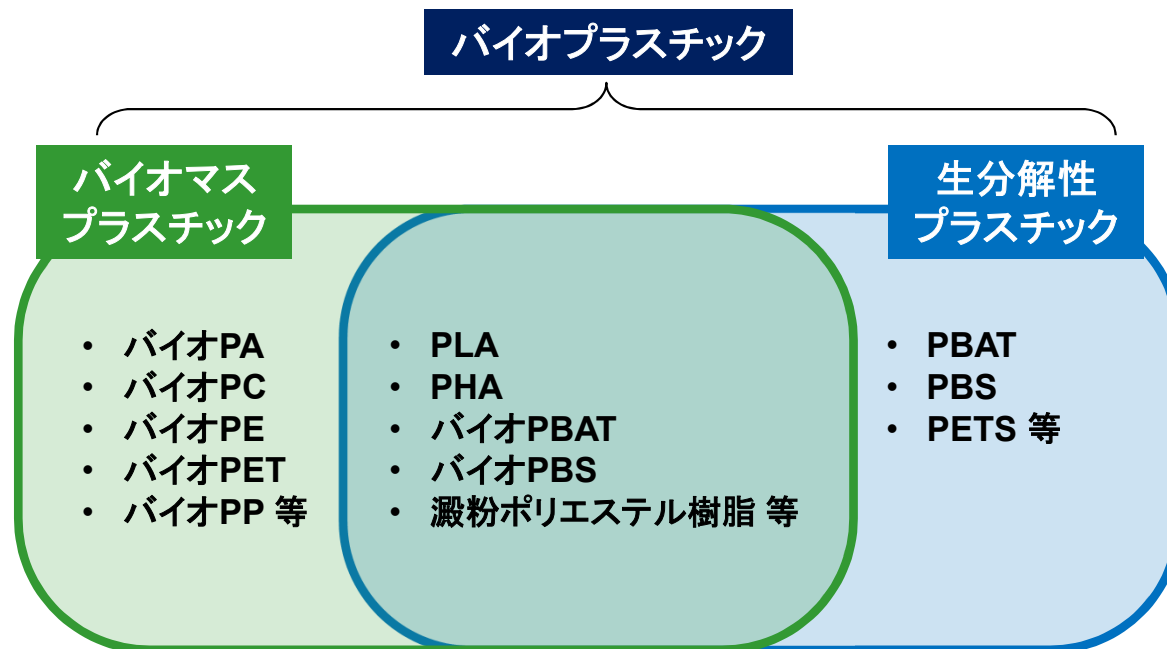 バイオプラスチック
バイオマス
プラスチック
生分解性
プラスチック
• バイオPA
• バイオPC
• バイオPE
• バイオPET
• バイオPP 等
• PLA
• PHA
• バイオPBAT
• バイオPBS
• 澱粉ポリエステル樹脂 等
• PBAT
• PBS
• PETS 等